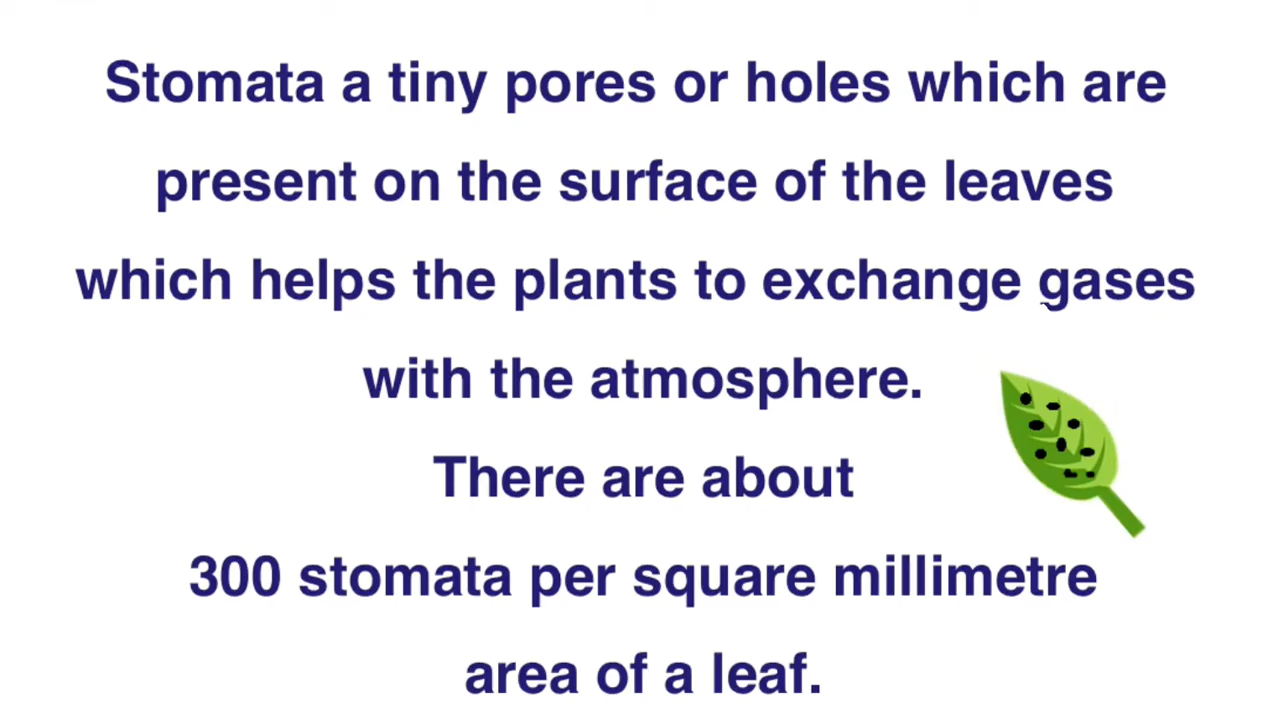 Stomata a tiny pores or holes which are
present on the surface of the leaves
which helps the plants to exchange gases
with the atmosphere.
There are about
300 stomata per square millimetre
area of a leaf.